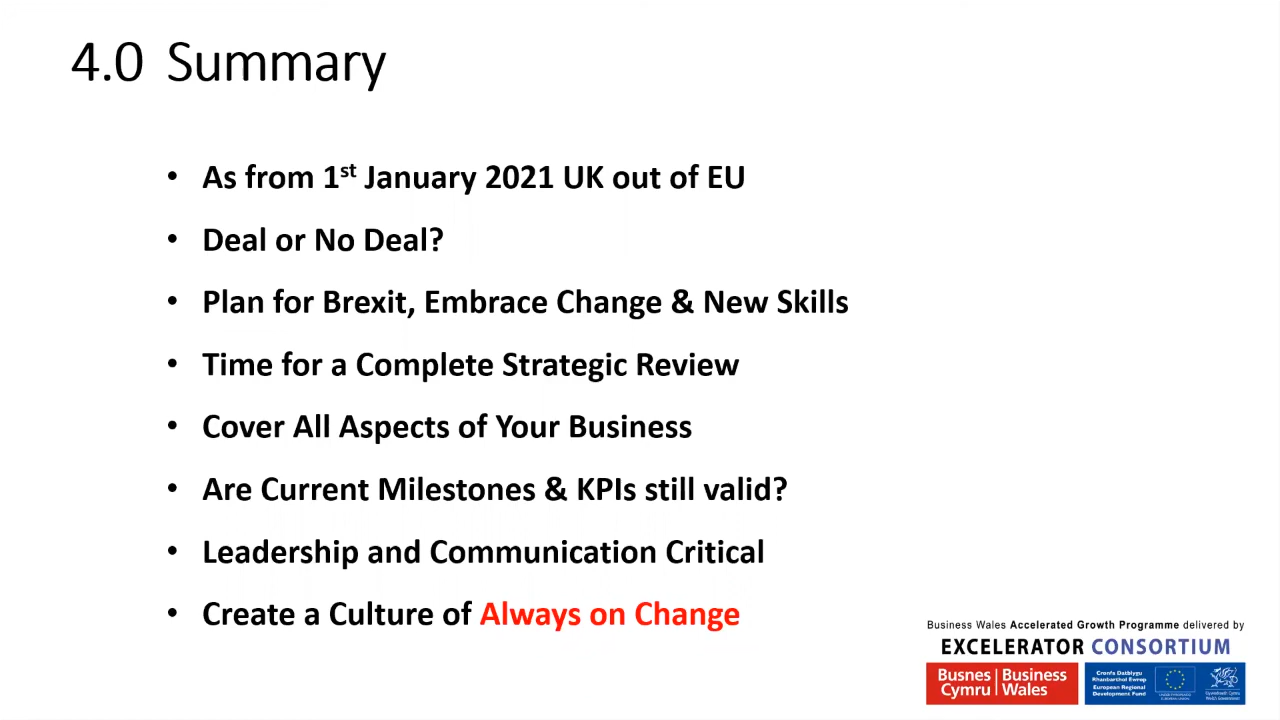 4.0 Summary
• As from 1st January 2021 UK out of EU
• Deal or No Deal?
• Plan for Brexit, Embrace Change & New Skills
• Time for a Complete Strategic Review
• Cover All Aspects of Your Business
• Are Current Milestones & KPIs still valid?
• Leadership and Communication Critical
• Create a Culture of Always on Change
Business Wales Accelerated Growth Programme delivered by
EXCELERATOR CONSORTIUM
Busnes Cymru
Business Wales
Cronfa Datblygu
Rhanbarthol Ewrop
European Regional
Development Fund
Llywodraeth Cymru
Welsh Government